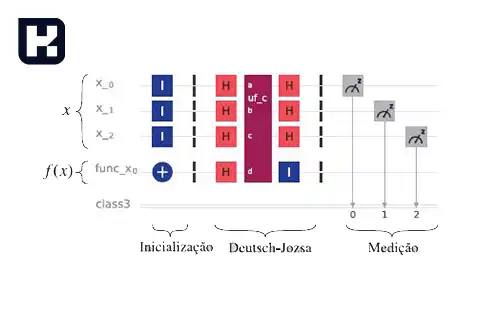 x_0 I H a H z
x x_1 I H uf_c b H z
x_2 I H c H z
f(x) func_x0 + H d I
class3
0 1 2
Inicialização Deutsch-Jozsa Medição